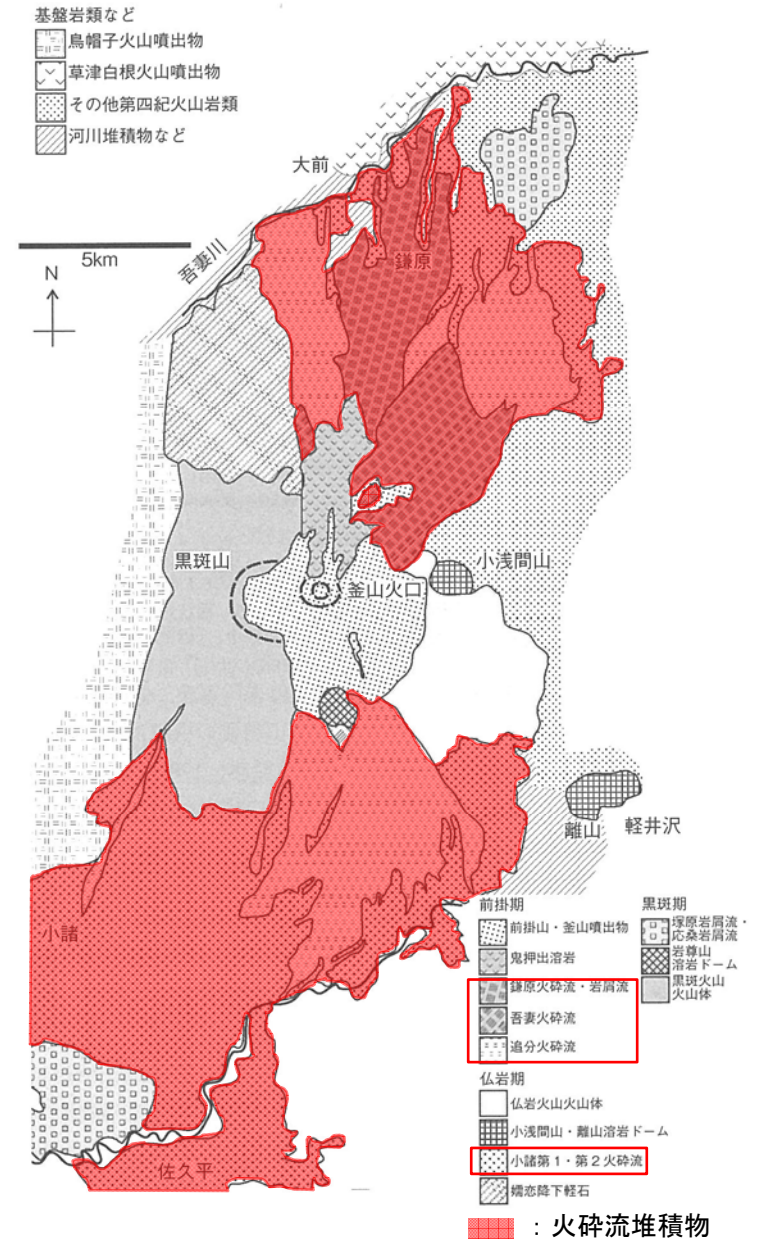 基盤岩類など
烏帽子火山噴出物
草津白根火山噴出物
その他第四紀火山岩類
河川堆積物など
大前
5km
吾妻川
N
鎌原
黒斑山
小浅間山
釜山火口
離山
軽井沢
小諸
佐久平
前掛期
前掛山・釜山噴出物
鬼押出溶岩
鎌原火砕流・岩屑流
吾妻火砕流
追分火砕流
黒斑期
塚原岩屑流・
応桑岩屑流
岩尊山
溶岩ドーム
黒斑火山
火山体
仏岩期
仏岩火山火山体
小浅間山・離山溶岩ドーム
小諸第1・第2火砕流
嬬恋降下軽石
：火砕流堆積物